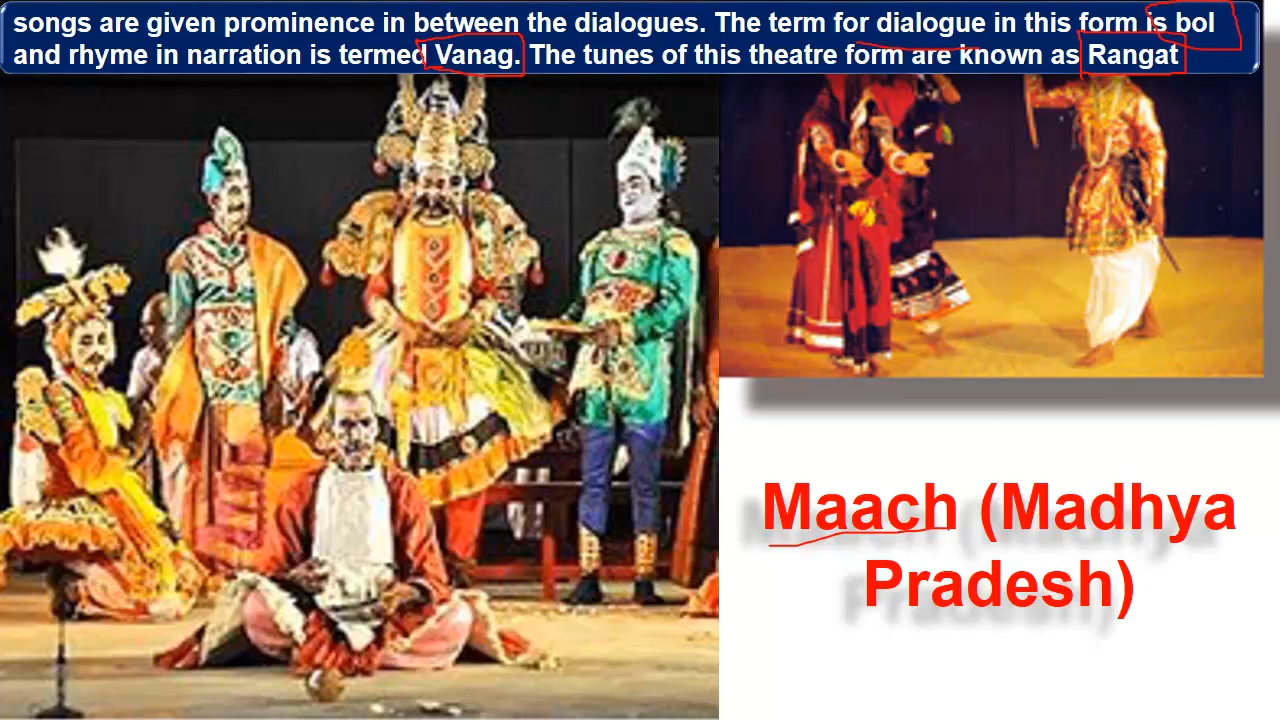 songs are given prominence in between the dialogues. The term for dialogue in this form is bol
and rhyme in narration is termed Vanag. The tunes of this theatre form are known as Rangat
Maach (Madhya
Pradesh)